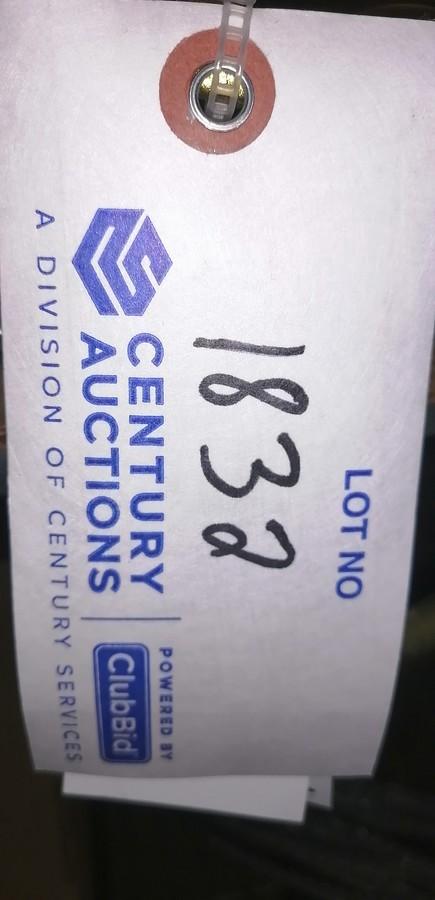 LOT NO
1832
CENTURY
AUCTIONS
POWERED BY
ClubBid
A DIVISION OF CENTURY SERVICES